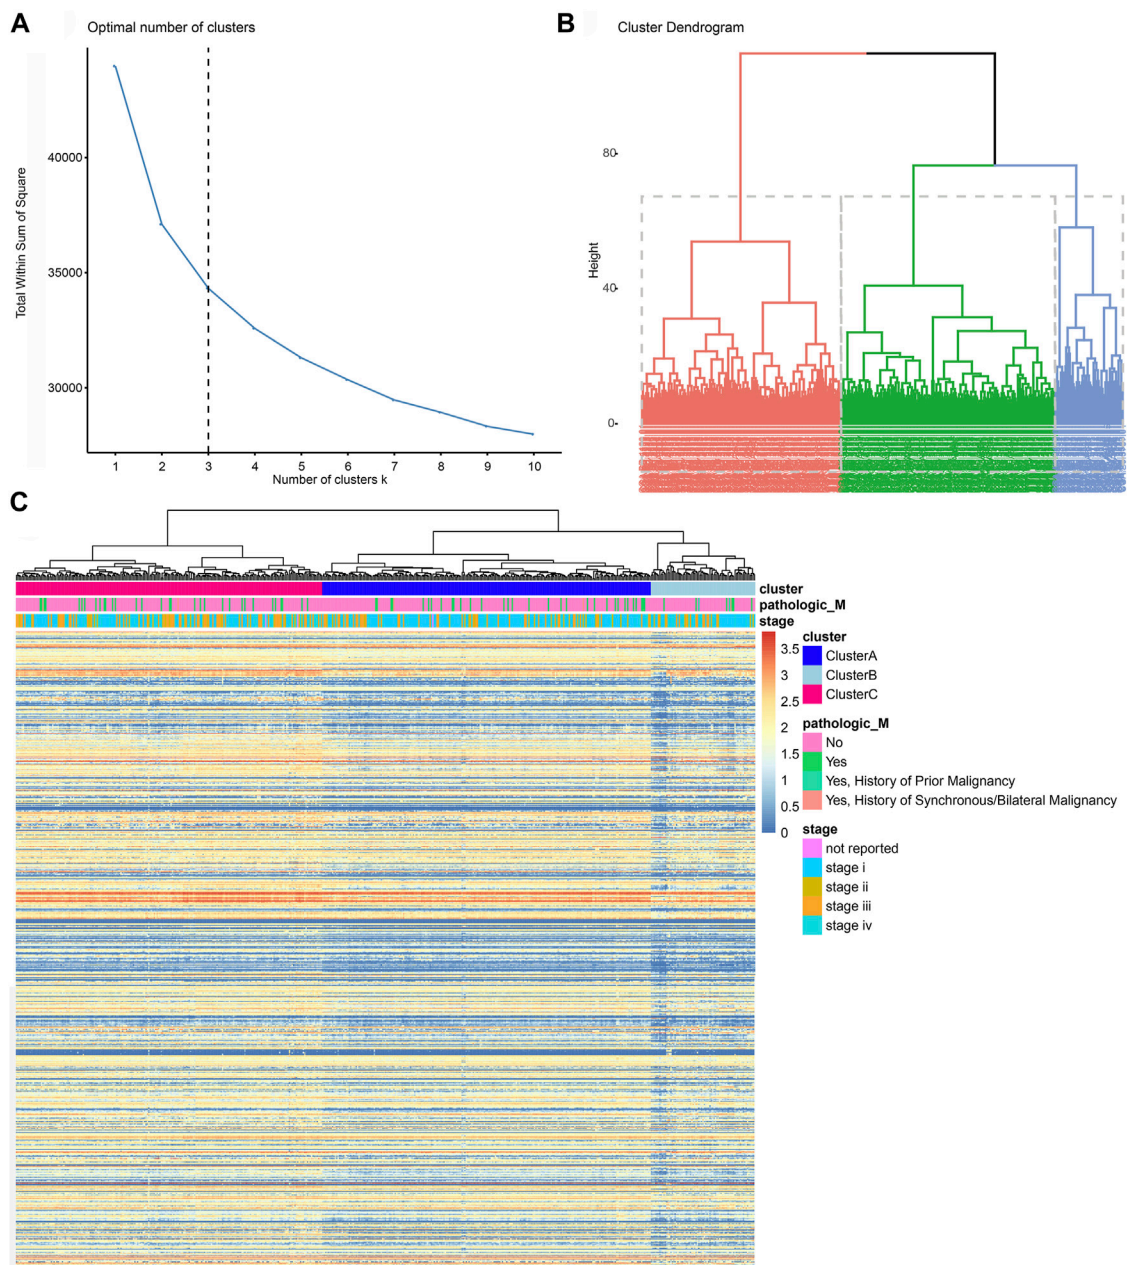 A
Optimal number of clusters
Total Within Sum of Square
40000
35000
30000
1 2 3 4 5 6 7 8 9 10
Number of clusters k
B
Cluster Dendrogram
Height
80
40
0
C
cluster
pathologic_M
stage
3.5
3
2.5
2
1.5
1
0.5
0
cluster
ClusterA
ClusterB
ClusterC
pathologic_M
No
Yes
Yes, History of Prior Malignancy
Yes, History of Synchronous/Bilateral Malignancy
stage
not reported
stage i
stage ii
stage iii
stage iv